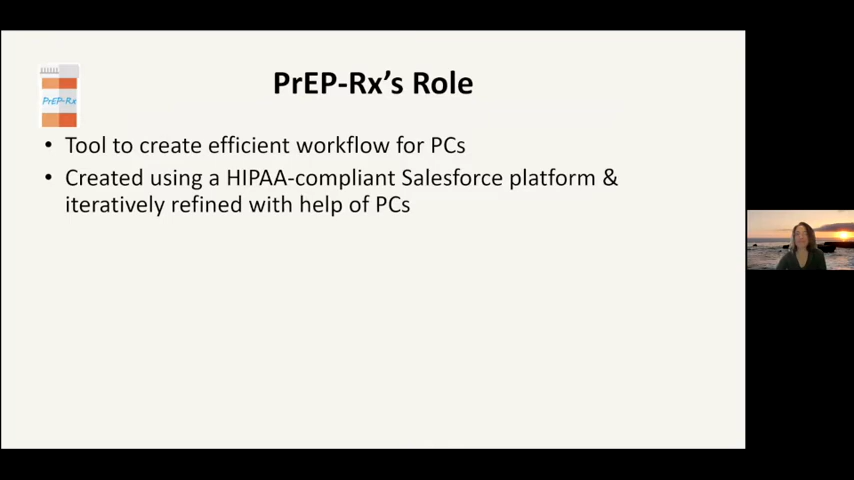 PrEP-Rx's Role
PrEP-Rx
• Tool to create efficient workflow for PCs
• Created using a HIPAA-compliant Salesforce platform &
iteratively refined with help of PCs